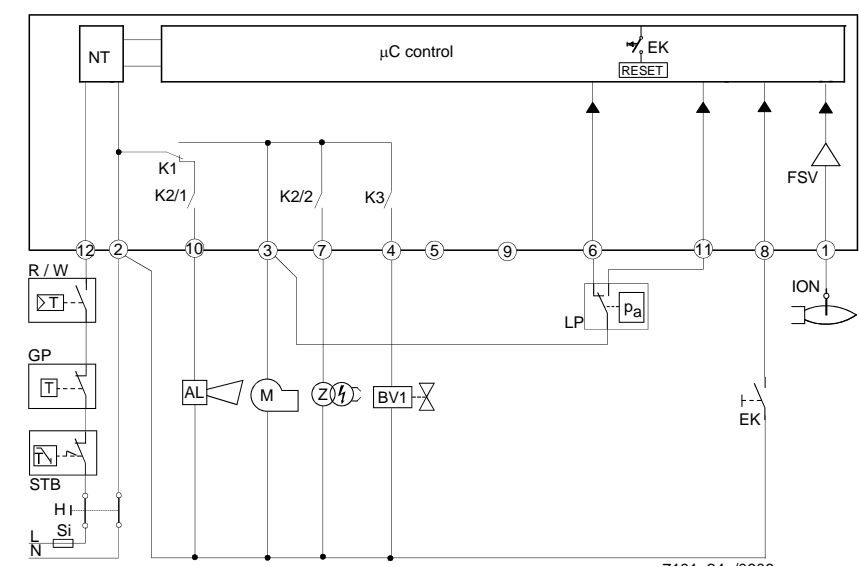 NT
µC control
EK
RESET
FSV
K1
K2/1
K2/2
K3
12
2
10
3
7
4
5
9
6
11
8
1
R / W
T
GP
T
STB
T
H
Si
L
N
AL
M
Z
BV1
LP
pa
EK
ION